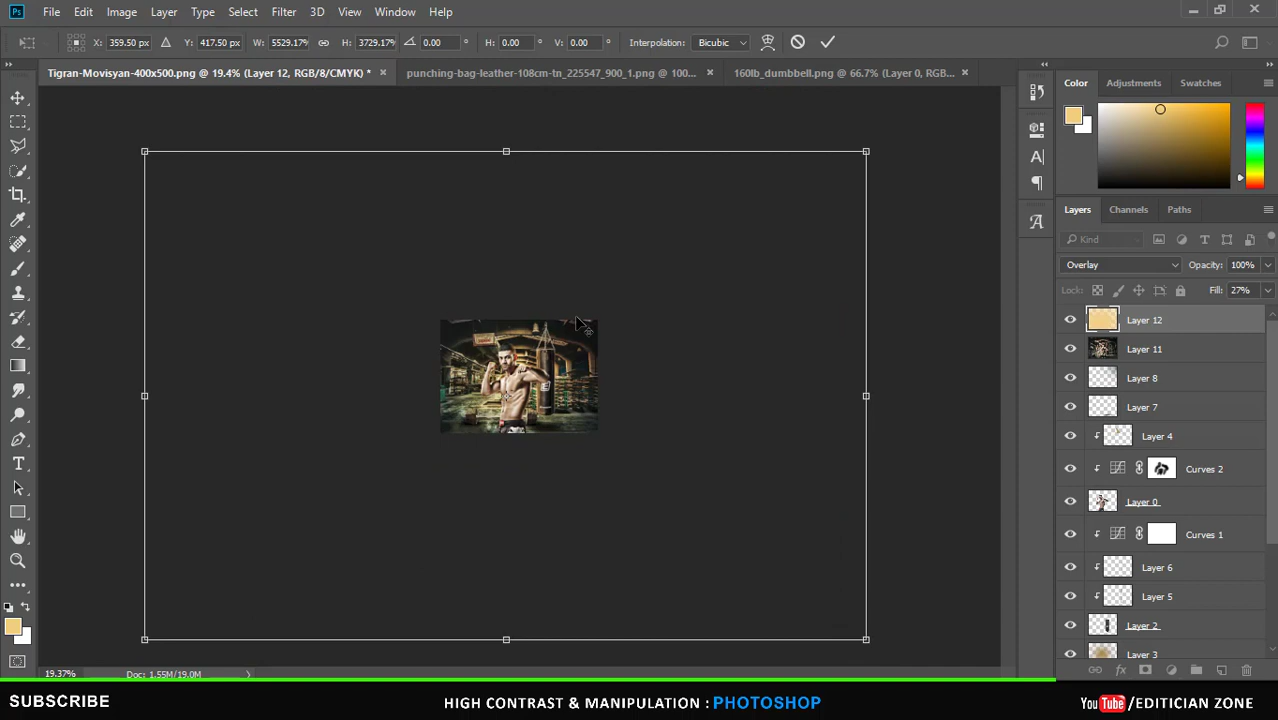 Ps File Edit Image Layer Type Select Filter 3D View Window Help
X: 359.50 px Y: 417.50 px W: 5529.17% H: 3729.17% 0.00 ° H: 0.00 ° V: 0.00 ° Interpolation: Bicubic
Tigran-Movisyan-400x500.png @ 19.4% (Layer 12, RGB/8/CMYK) * × punching-bag-leather-108cm-tn_225547_900_1.png @ 100... × 160lb_dumbbell.png @ 66.7% (Layer 0, RGB... ×
Color Adjustments Swatches
Layers Channels Paths
Kind
Overlay Opacity: 100%
Lock: Fill: 27%
Layer 12
Layer 11
Layer 8
Layer 7
Layer 4
Curves 2
Layer 0
Curves 1
Layer 6
Layer 5
Layer 2
Layer 3
19.37% Doc: 1.55M/19.0M
SUBSCRIBE HIGH CONTRAST & MANIPULATION : PHOTOSHOP You Tube /EDITICIAN ZONE